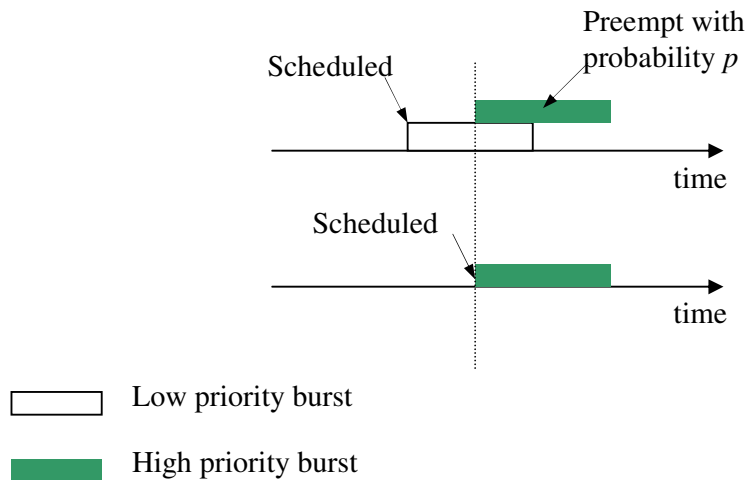 Preempt with
probability p
Scheduled
time
Scheduled
time
Low priority burst
High priority burst